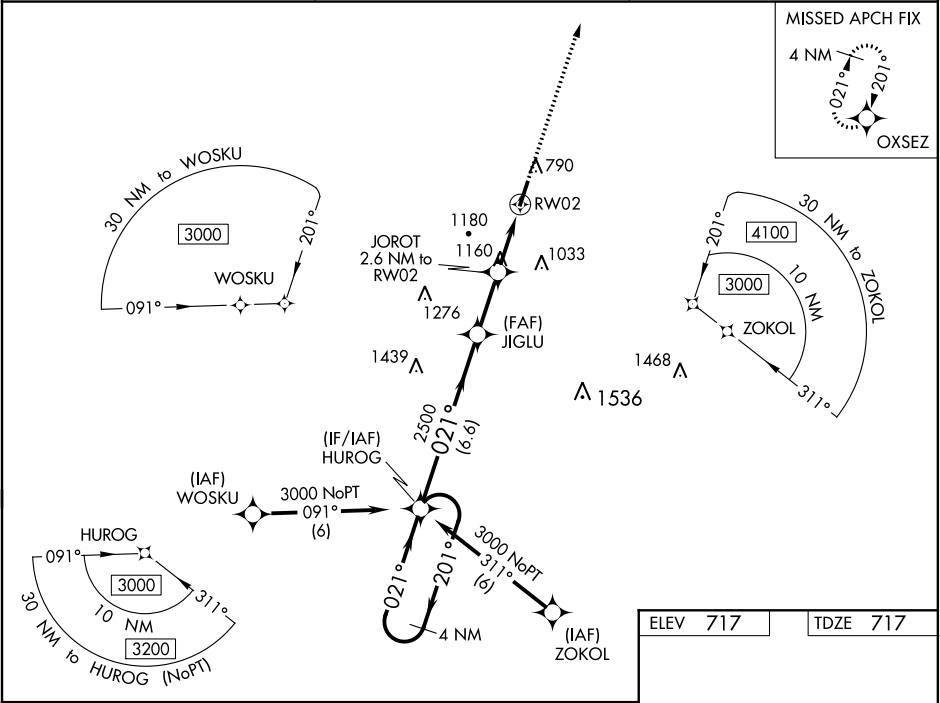 MISSED APCH FIX
4 NM
021°
201°
OXSEZ
30 NM to WOSKU
3000
201°
WOSKU
091°
790
RW02
1180
JOROT
2.6 NM to
RW02
1160
1033
1276
(FAF)
JIGLU
1439
1468
1536
30 NM to ZOKOL
4100
201°
3000
10 NM
ZOKOL
311°
2500
021°
(6.6)
(IF/IAF)
HUROG
(IAF)
WOSKU
3000 NoPT
091°
(6)
3000 NoPT
311°
(6)
021°
201°
4 NM
(IAF)
ZOKOL
HUROG
091°
3000
311°
10 NM
3200
30 NM to HUROG (NoPT)
ELEV 717
TDZE 717